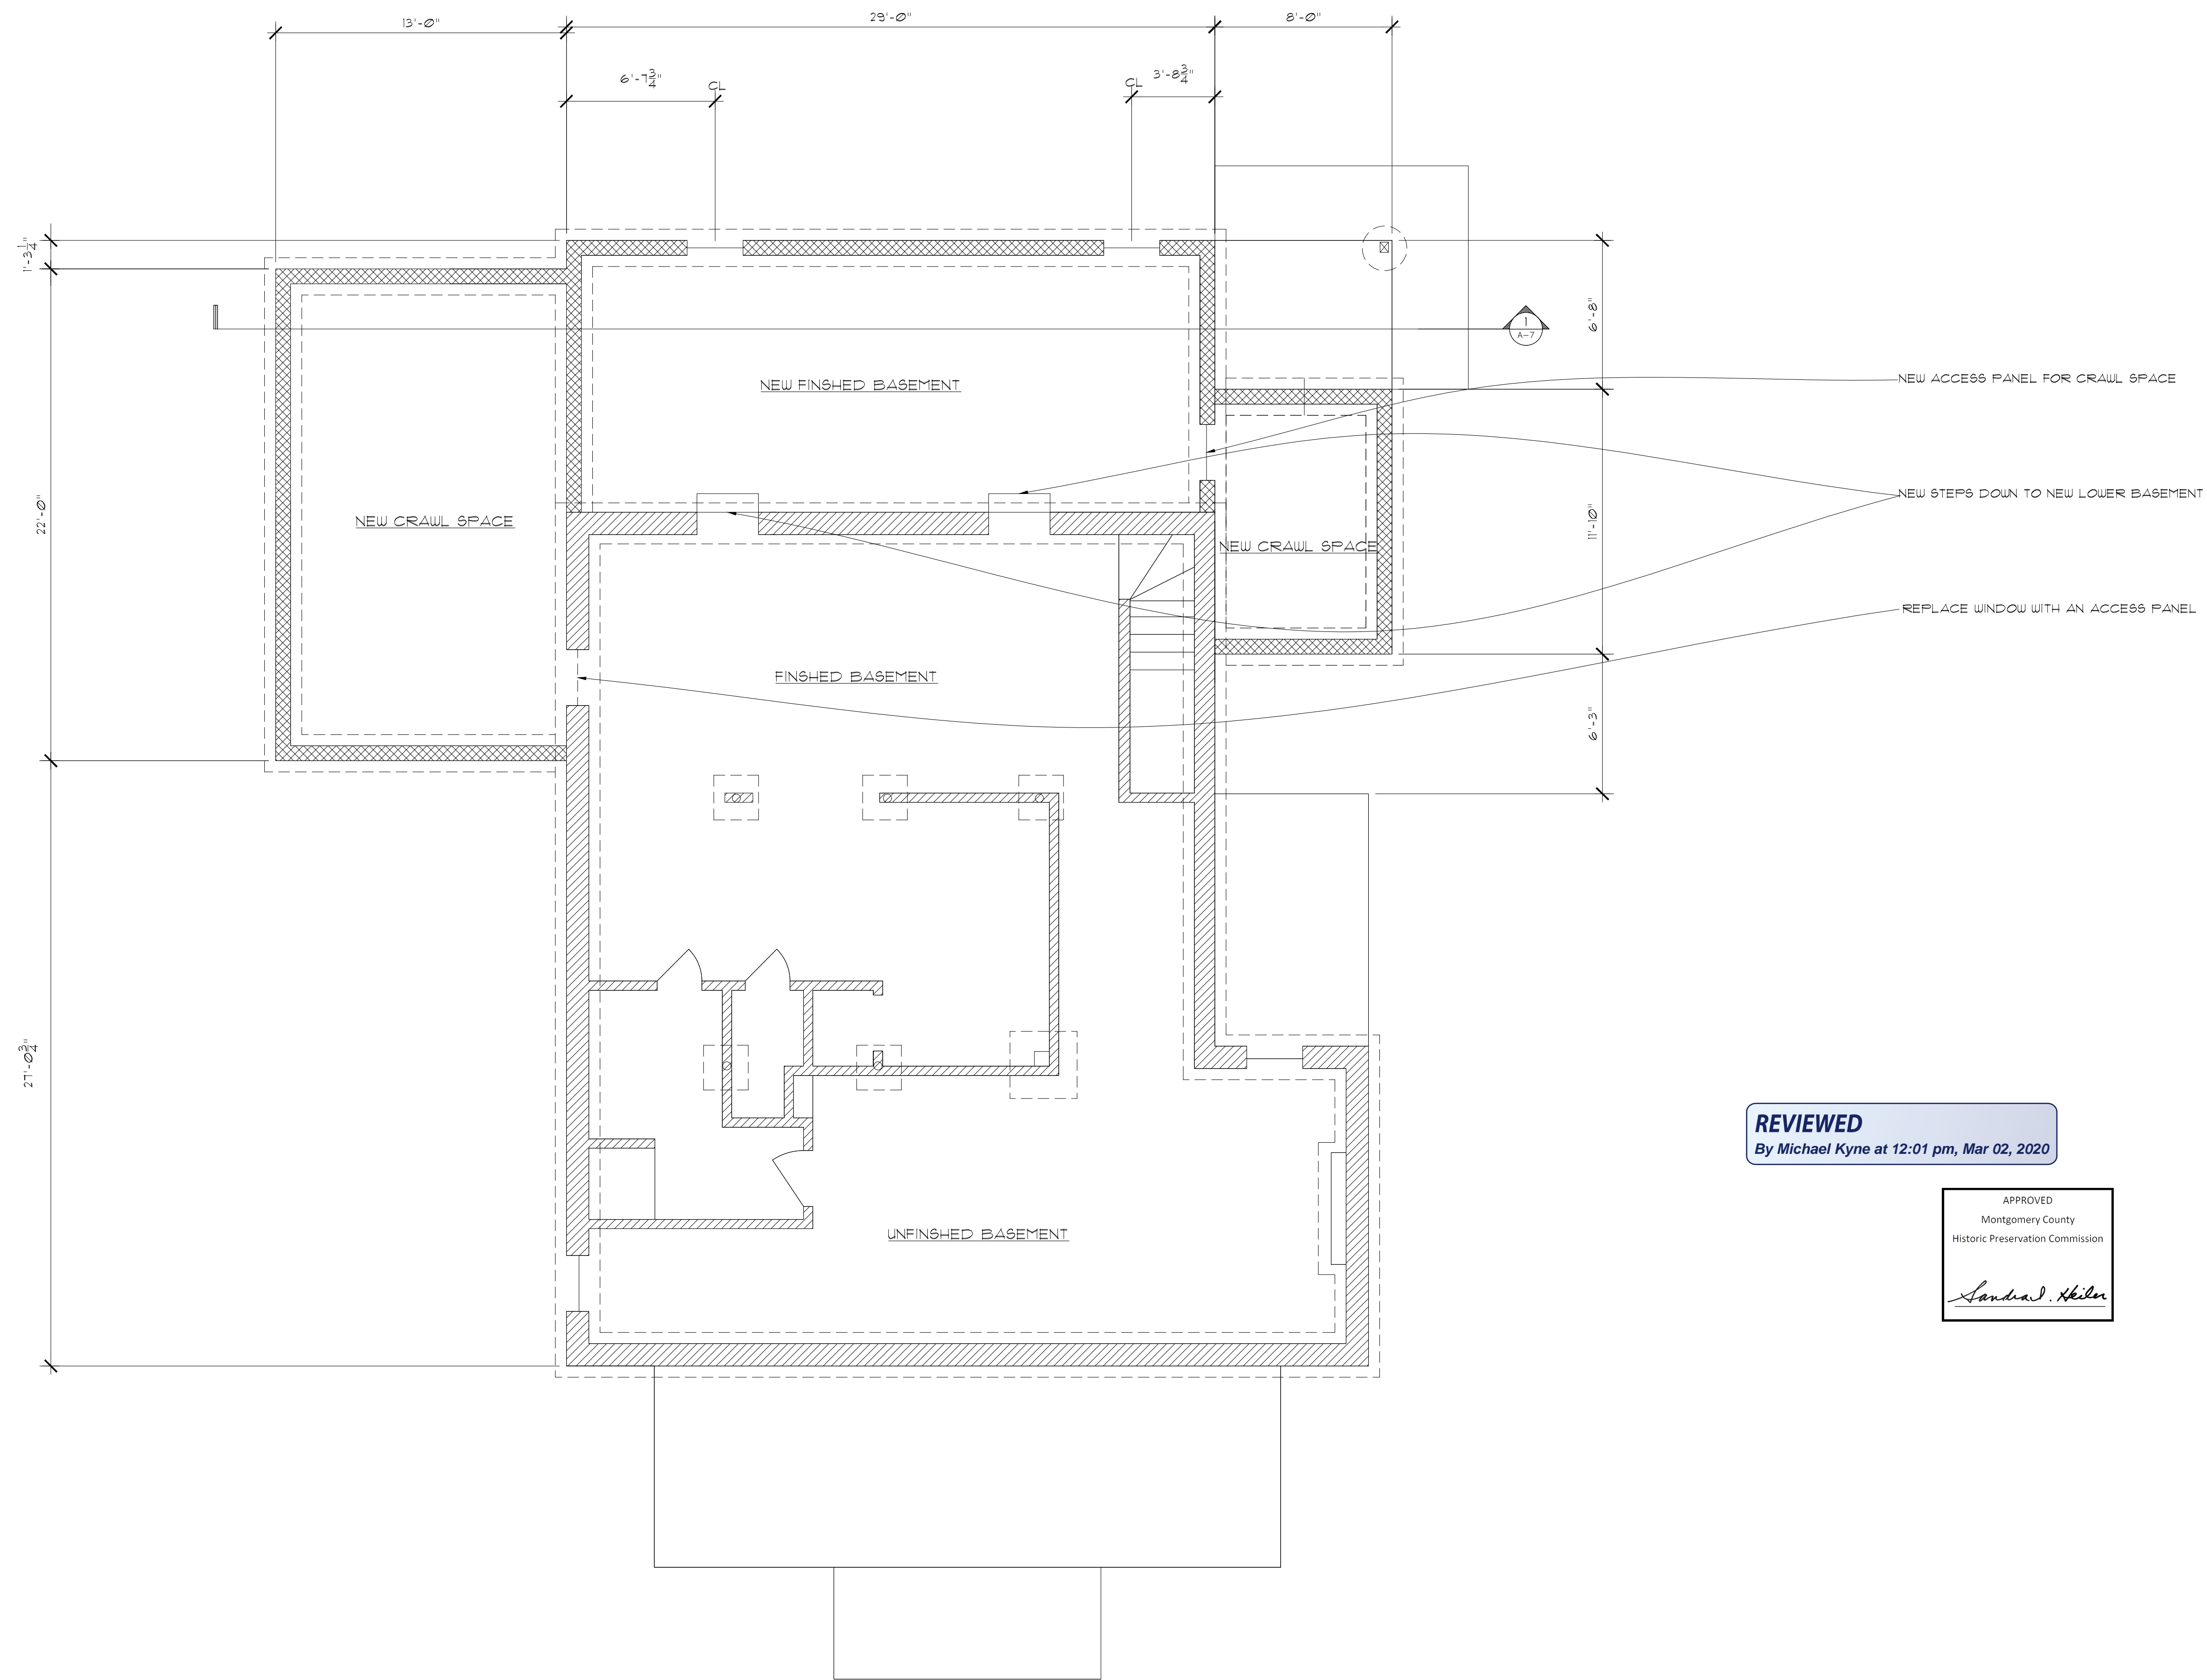 13'-0"
29'-0"
8'-0"
6'-7 3/4"
CL
CL
3'-8 3/4"
1'-3 1/4"
6'-8"
1
A-7
NEW FINSHED BASEMENT
NEW ACCESS PANEL FOR CRAWL SPACE
22'-0"
NEW CRAWL SPACE
NEW STEPS DOWN TO NEW LOWER BASEMENT
11'-10"
NEW CRAWL SPACE
REPLACE WINDOW WITH AN ACCESS PANEL
FINSHED BASEMENT
6'-3"
27'-0 3/4"
REVIEWED
By Michael Kyne at 12:01 pm, Mar 02, 2020
APPROVED
Montgomery County
Historic Preservation Commission
UNFINSHED BASEMENT
Sandra I. Heiler